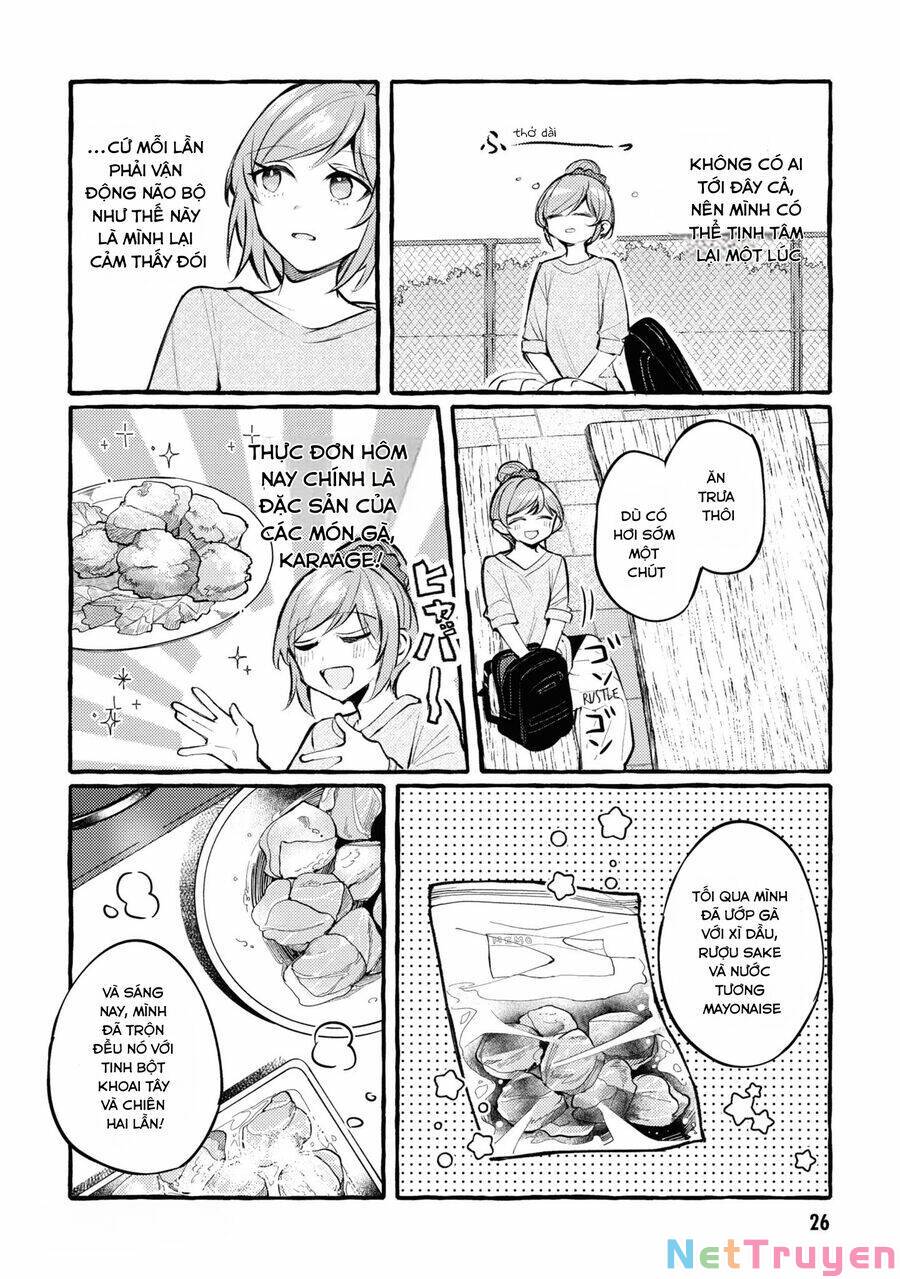 KHÔNG CÓ AI
TỚI ĐÂY CẢ,
NÊN MÌNH CÓ
THỂ TỊNH TÂM
LẠI MỘT LÚC
thở dài
ふーっ
...CỨ MỖI LẦN
PHẢI VẬN
ĐỘNG NÃO BỘ
NHƯ THẾ NÀY
LÀ MÌNH LẠI
CẢM THẤY ĐÓI
ĂN
TRƯA
THÔI
DÙ CÓ
HƠI SỚM
MỘT
CHÚT
ゴソ
ゴソ
RUSTLE
THỰC ĐƠN HÔM
NAY CHÍNH LÀ
ĐẶC SẢN CỦA
CÁC MÓN GÀ,
KARAAGE!
ヒャバー
TỐI QUA MÌNH
ĐÃ ƯỚP GÀ
VỚI XÌ DẦU,
RƯỢU SAKE
VÀ NƯỚC
TƯƠNG
MAYONAISE
MEMO
VÀ SÁNG
NAY, MÌNH
ĐÃ TRỘN
ĐỀU NÓ VỚI
TINH BỘT
KHOAI TÂY
VÀ CHIÊN
HAI LẦN!
26
NetTruyen